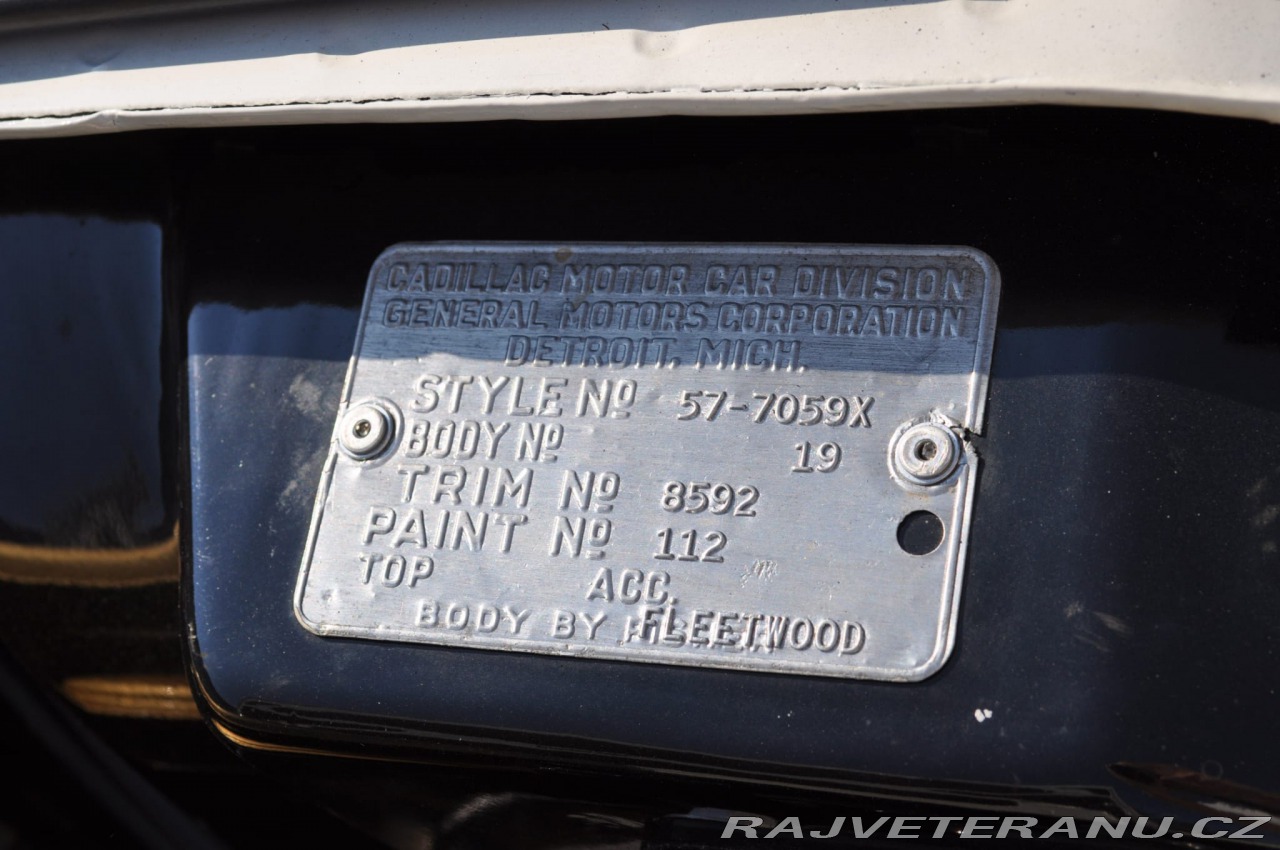 CADILLAC MOTOR CAR DIVISION
GENERAL MOTORS CORPORATION
DETROIT, MICH.
STYLE Nº 57-7059X
BODY Nº 19
TRIM Nº 8592
PAINT Nº 112
TOP ACC.
BODY BY FLEETWOOD
RAJVETERANU.CZ